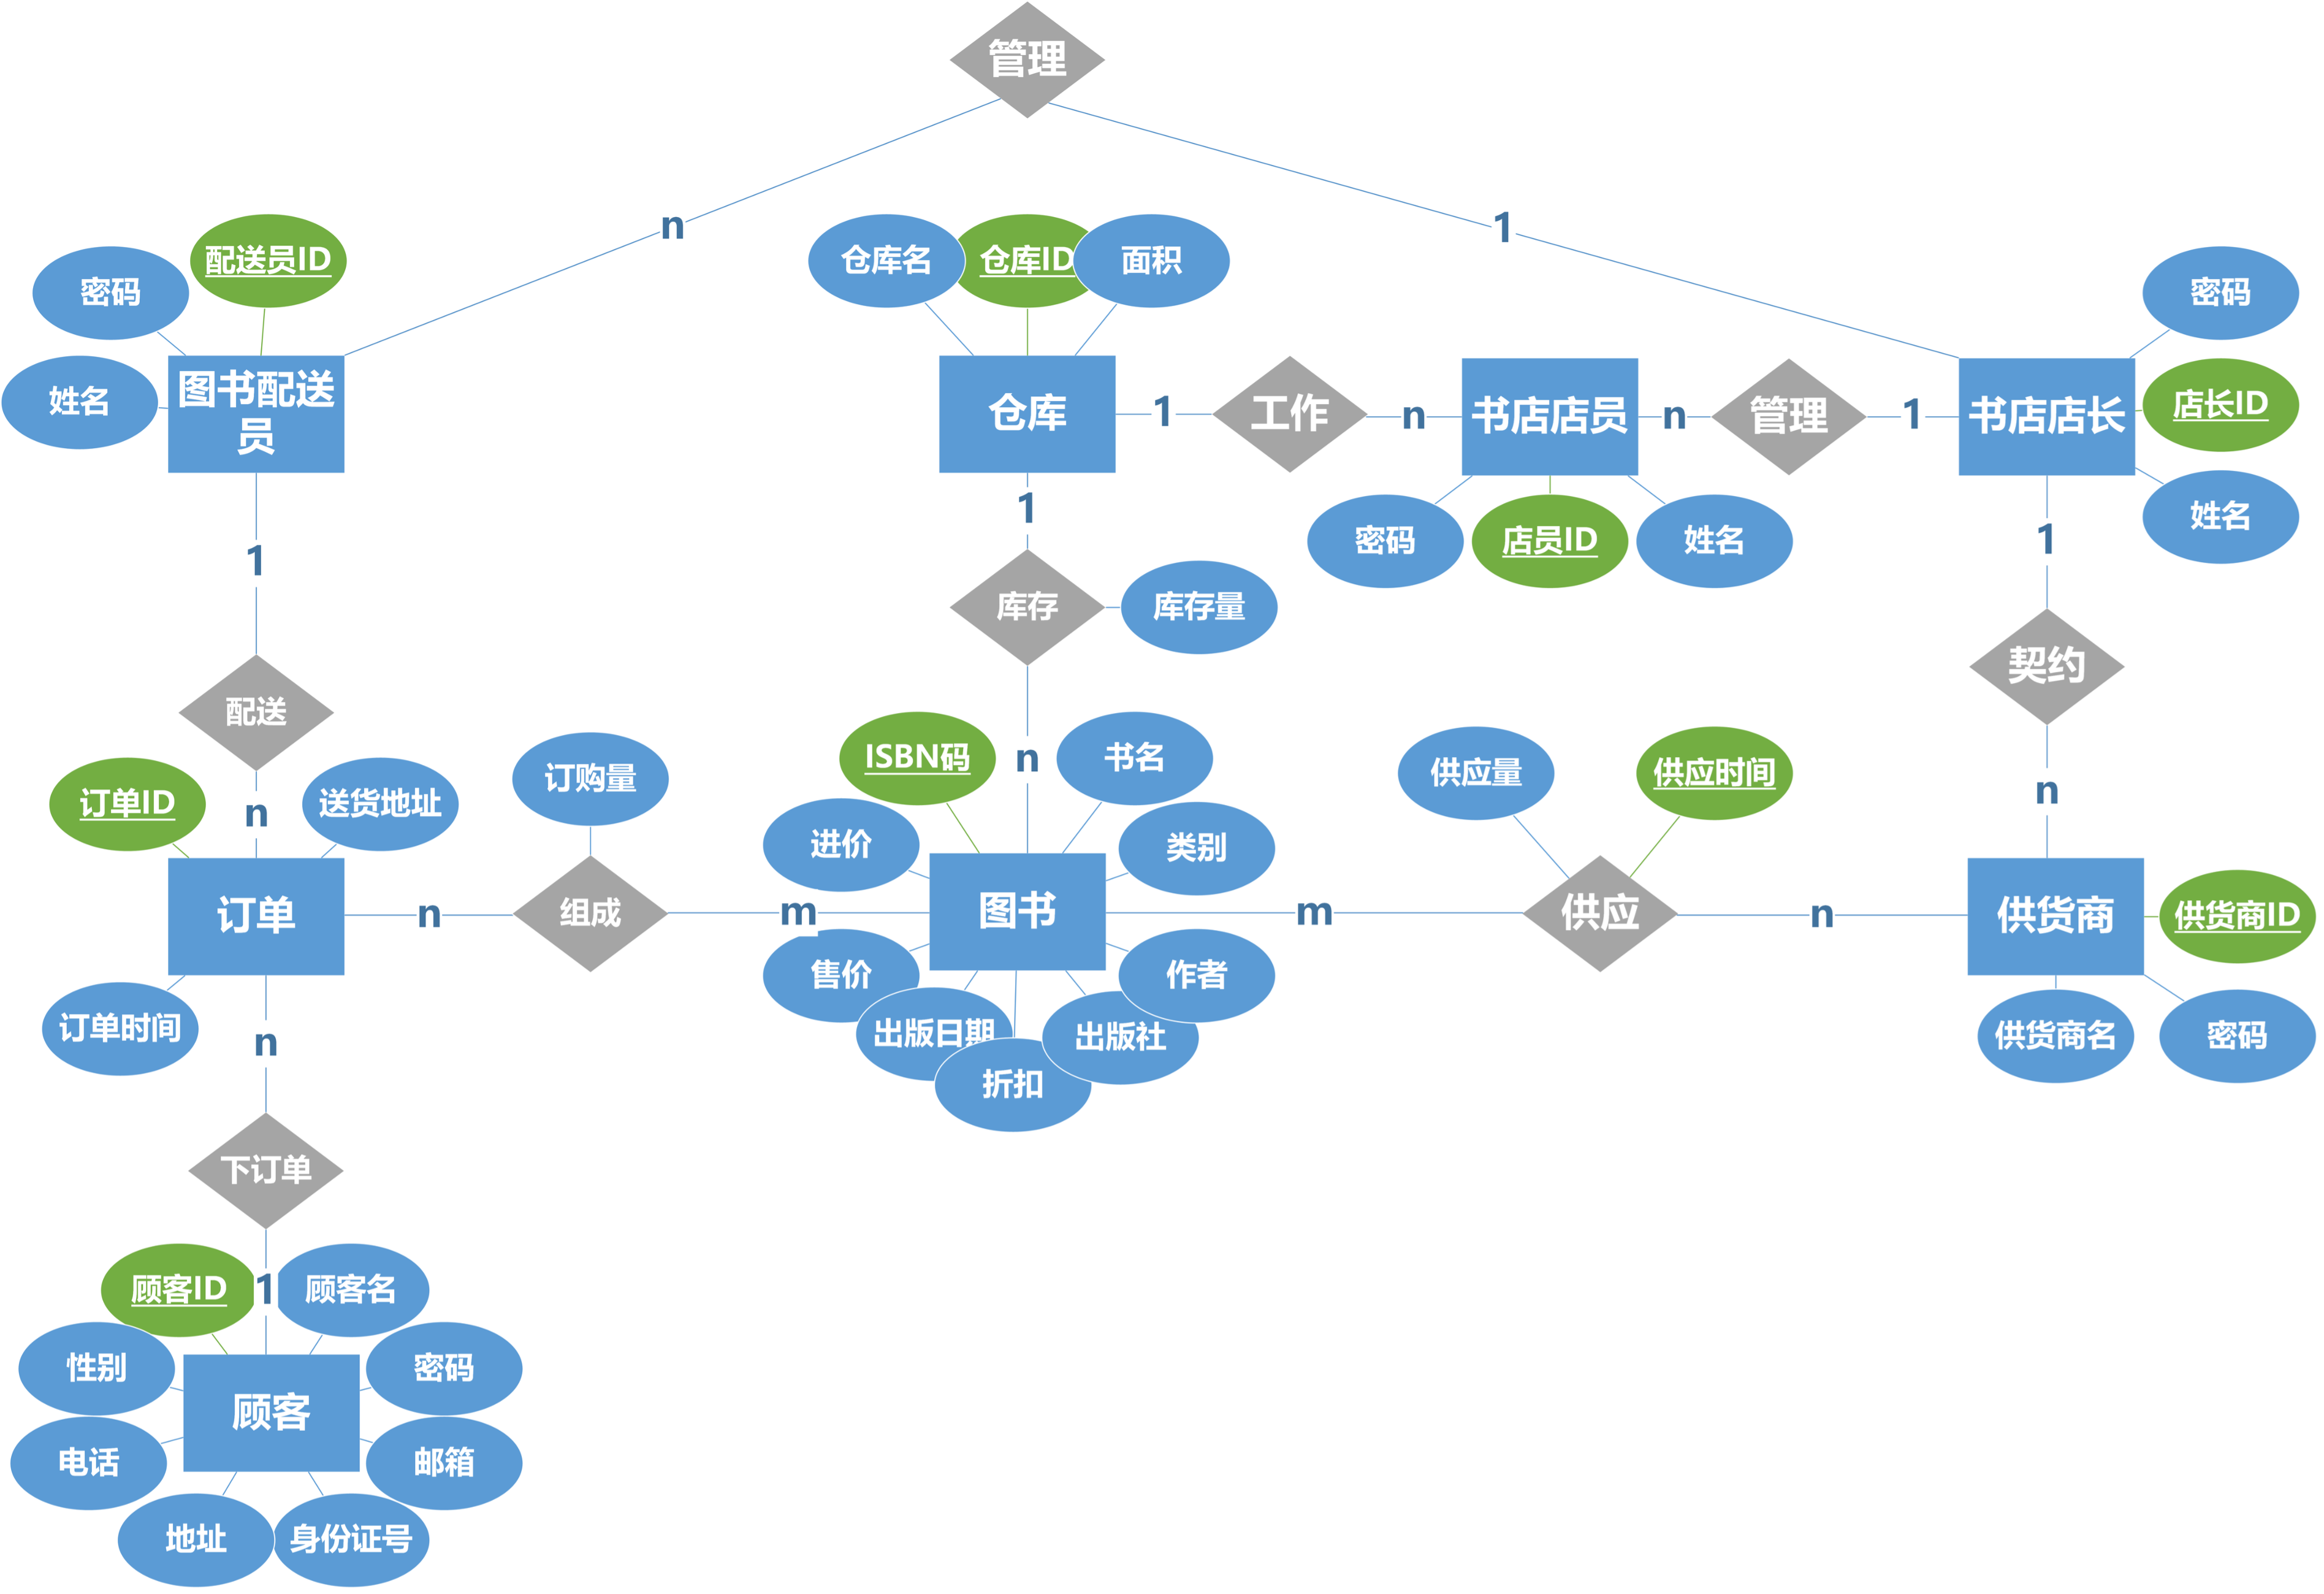 管理
n
1
配送员ID
密码
姓名
图书配送
员
仓库名
仓库ID
面积
仓库
1
工作
n
书店店员
n
管理
1
书店店长
密码
店长ID
姓名
密码
店员ID
姓名
1
1
1
库存
库存量
契约
配送
n
n
n
订单ID
送货地址
订购量
ISBN码
书名
进价
类别
供应量
供应时间
订单
n
组成
m
图书
m
供应
n
供货商
供货商ID
售价
作者
出版日期
出版社
折扣
供货商名
密码
订单时间
n
下订单
1
顾客ID
顾客名
性别
密码
顾客
电话
邮箱
地址
身份证号